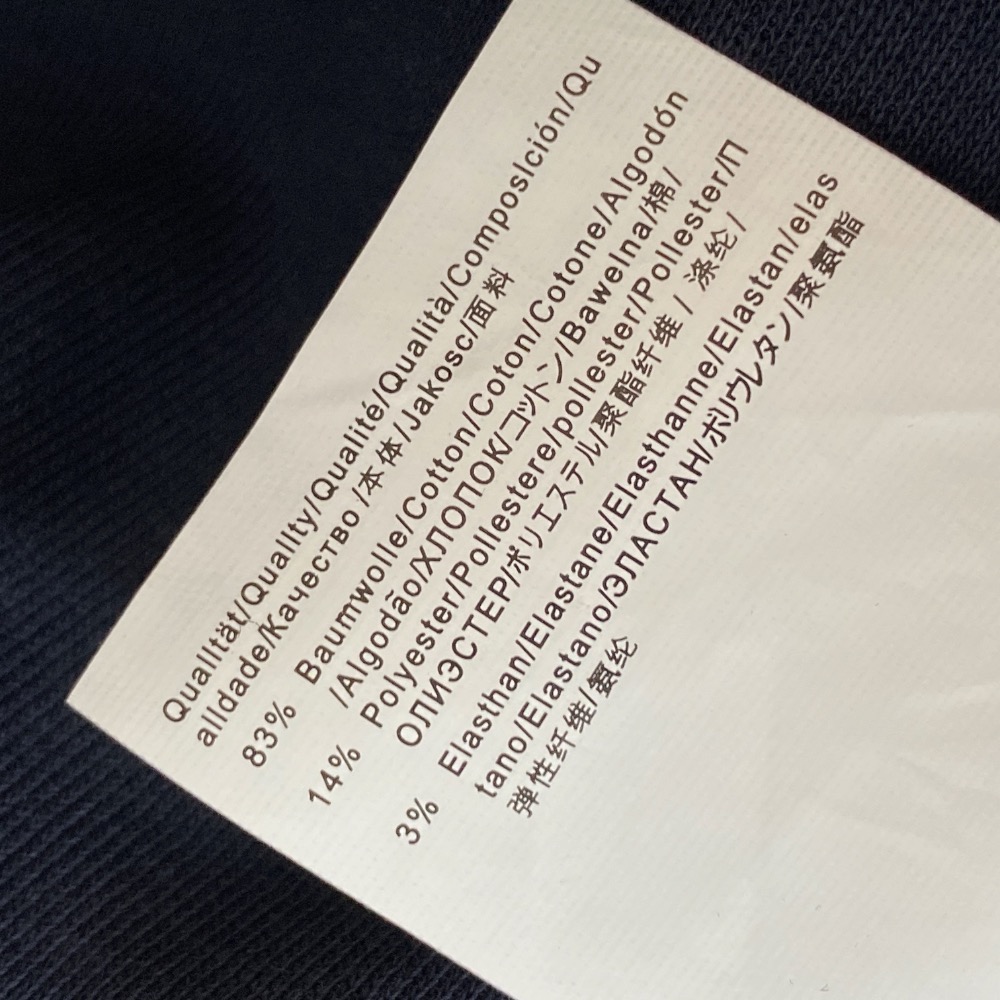 Qualltät/Quallty/Qualité/Qualità/Composlción/Qu
alldade/Качество/本体/Jakosc/面料
83% Baumwolle/Cotton/Coton/Cotone/Algodón
/Algodão/ХЛОПОК/コットン/Bawelna/棉/
14% Polyester/Pollestere/pollester/Pollester/П
ОЛИЭСТЕР/ポリエステル/聚酯纤维/涤纶/
3% Elasthan/Elastane/Elasthanne/Elastan/elas
tano/Elastano/ЭЛАСТАН/ポリウレタン/聚氨酯
弹性纤维/氨纶